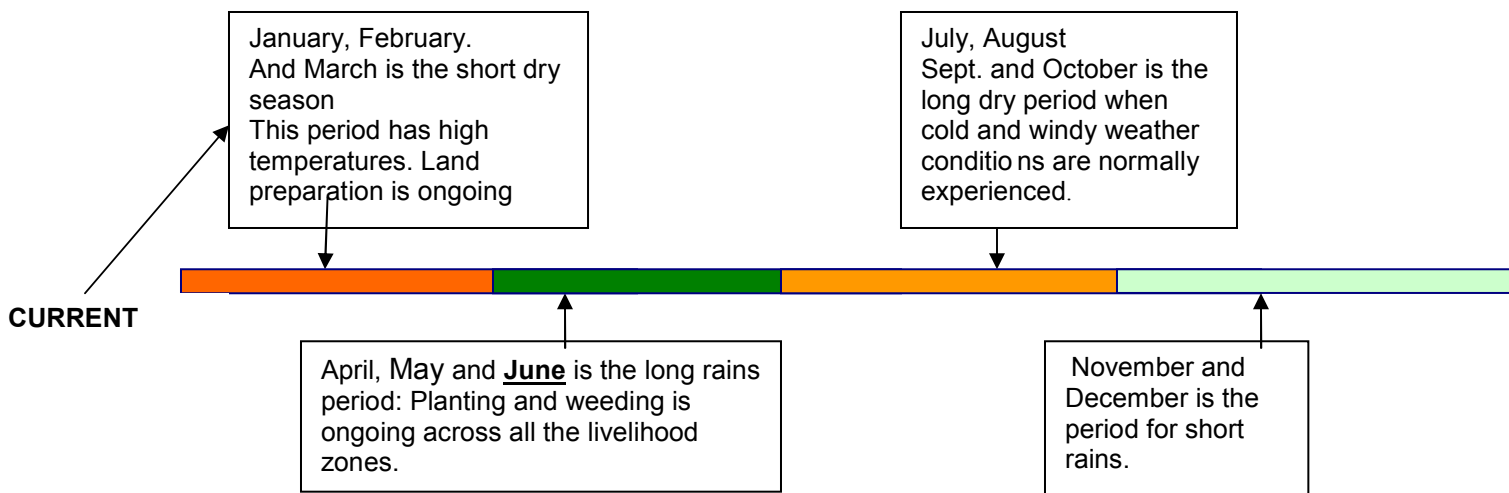 January, February.
And March is the short dry
season
This period has high
temperatures. Land
preparation is ongoing
July, August
Sept. and October is the
long dry period when
cold and windy weather
conditio ns are normally
experienced.
CURRENT
April, May and June is the long rains
period: Planting and weeding is
ongoing across all the livelihood
zones.
November and
December is the
period for short
rains.